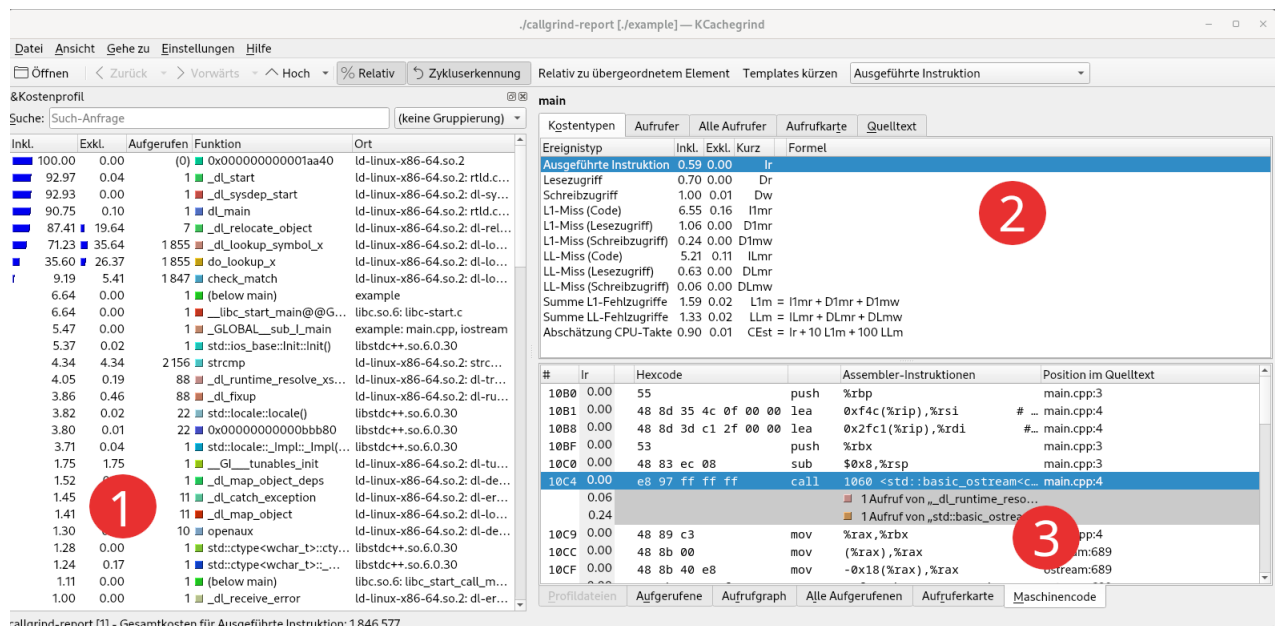 ./callgrind-report [./example] — KCachegrind
Datei Ansicht Gehe zu Einstellungen Hilfe
Öffnen Zurück Vorwärts Hoch % Relativ Zykluserkennung Relativ zu übergeordnetem Element Templates kürzen Ausgeführte Instruktion
&Kostenprofil
Suche: Such-Anfrage (keine Gruppierung)
Inkl. Exkl. Aufgerufen Funktion Ort
100.00 0.00 (0) 0x000000000001aa40 ld-linux-x86-64.so.2
92.97 0.04 1 _dl_start ld-linux-x86-64.so.2: rtld.c...
92.93 0.00 1 _dl_sysdep_start ld-linux-x86-64.so.2: dl-sy...
90.75 0.10 1 dl_main ld-linux-x86-64.so.2: rtld.c...
87.41 19.64 7 _dl_relocate_object ld-linux-x86-64.so.2: dl-rel...
71.23 35.64 1 855 _dl_lookup_symbol_x ld-linux-x86-64.so.2: dl-lo...
35.60 26.37 1 855 do_lookup_x ld-linux-x86-64.so.2: dl-lo...
9.19 5.41 1 847 check_match ld-linux-x86-64.so.2: dl-lo...
6.64 0.00 1 (below main) example
6.64 0.00 1 __libc_start_main@@G... libc.so.6: libc-start.c
5.47 0.00 1 _GLOBAL__sub_I_main example: main.cpp, iostream
5.37 0.02 1 std::ios_base::Init::Init() libstdc++.so.6.0.30
4.34 4.34 2 156 strcmp ld-linux-x86-64.so.2: strc...
4.05 0.19 88 _dl_runtime_resolve_xs... ld-linux-x86-64.so.2: dl-tr...
3.86 0.46 88 _dl_fixup ld-linux-x86-64.so.2: dl-ru...
3.82 0.02 22 std::locale::locale() libstdc++.so.6.0.30
3.80 0.01 22 0x00000000000bbb80 libstdc++.so.6.0.30
3.71 0.04 1 std::locale::_Impl::_Impl(... libstdc++.so.6.0.30
1.75 1.75 1 __GI___tunables_init ld-linux-x86-64.so.2: dl-tu...
1.52 1 _dl_map_object_deps ld-linux-x86-64.so.2: dl-de...
1.45 11 _dl_catch_exception ld-linux-x86-64.so.2: dl-er...
1.41 11 _dl_map_object ld-linux-x86-64.so.2: dl-lo...
1.30 10 openaux ld-linux-x86-64.so.2: dl-de...
1.28 0.00 1 std::ctype<wchar_t>::cty... libstdc++.so.6.0.30
1.24 0.17 1 std::ctype<wchar_t>::_... libstdc++.so.6.0.30
1.11 0.00 1 (below main) libc.so.6: libc_start_call_m...
1.00 0.00 1 _dl_receive_error ld-linux-x86-64.so.2: dl-er...
1
main
Kostentypen Aufrufer Alle Aufrufer Aufrufkarte Quelltext
Ereignistyp Inkl. Exkl. Kurz Formel
Ausgeführte Instruktion 0.59 0.00 Ir
Lesezugriff 0.70 0.00 Dr
Schreibzugriff 1.00 0.01 Dw
L1-Miss (Code) 6.55 0.16 I1mr
L1-Miss (Lesezugriff) 1.06 0.00 D1mr
L1-Miss (Schreibzugriff) 0.24 0.00 D1mw
LL-Miss (Code) 5.21 0.11 ILmr
LL-Miss (Lesezugriff) 0.63 0.00 DLmr
LL-Miss (Schreibzugriff) 0.06 0.00 DLmw
Summe L1-Fehlzugriffe 1.59 0.02 L1m = I1mr + D1mr + D1mw
Summe LL-Fehlzugriffe 1.33 0.02 LLm = ILmr + DLmr + DLmw
Abschätzung CPU-Takte 0.90 0.01 CEst = Ir + 10 L1m + 100 LLm
2
# Ir Hexcode Assembler-Instruktionen Position im Quelltext
10B0 0.00 55 push %rbp main.cpp:3
10B1 0.00 48 8d 35 4c 0f 00 00 lea 0xf4c(%rip),%rsi # ... main.cpp:4
10B8 0.00 48 8d 3d c1 2f 00 00 lea 0x2fc1(%rip),%rdi #... main.cpp:4
10BF 0.00 53 push %rbx main.cpp:3
10C0 0.00 48 83 ec 08 sub $0x8,%rsp main.cpp:3
10C4 0.00 e8 97 ff ff ff call 1060 <std::basic_ostream<c... main.cpp:4
0.06 1 Aufruf von „_dl_runtime_reso...
0.24 1 Aufruf von „std::basic_ostrea
10C9 0.00 48 89 c3 mov %rax,%rbx pp:4
10CC 0.00 48 8b 00 mov (%rax),%rax am:689
10CF 0.00 48 8b 40 e8 mov -0x18(%rax),%rax ostream:689
3
Profildateien Aufgerufene Aufrufgraph Alle Aufgerufenen Aufruferkarte Maschinencode
callgrind-report [1] - Gesamtkosten für Ausgeführte Instruktion: 1 846 577